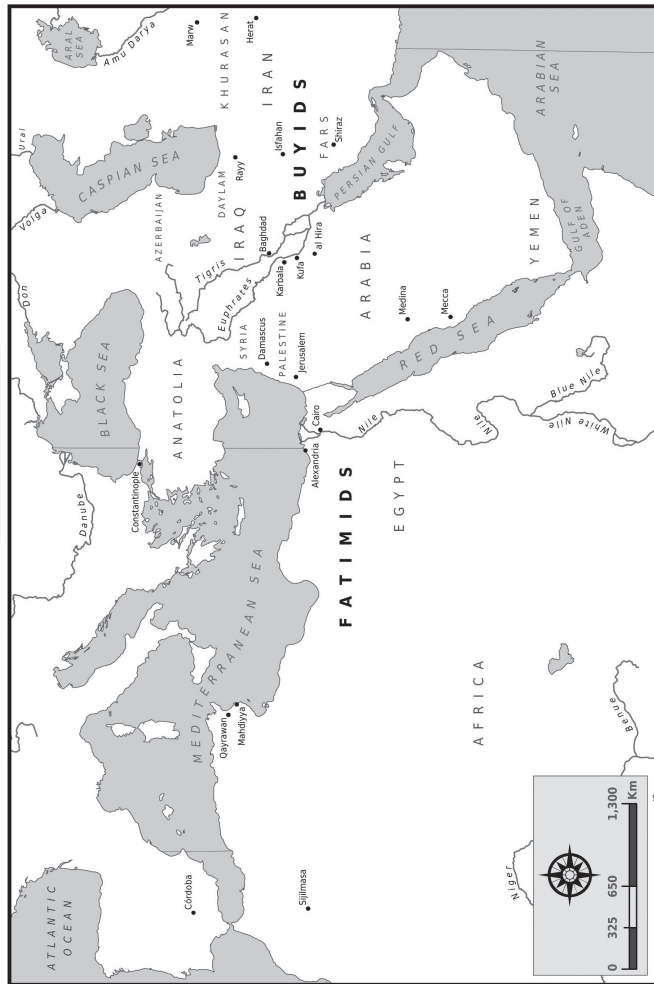 ATLANTIC
OCEAN
Córdoba
Sijilmasa
MEDITERRANEAN SEA
Qayrawan
Mahdiyya
AFRICA
Niger
Benue
Danube
Constantinople
BLACK SEA
Don
Volga
Ural
ANATOLIA
Alexandria
Cairo
FATIMIDS
EGYPT
Nile
Nile
White Nile
Blue Nile
SYRIA
Damascus
PALESTINE
Jerusalem
RED SEA
Medina
Mecca
ARABIA
YEMEN
GULF OF
ADEN
ARABIAN
SEA
CASPIAN SEA
ARAL
SEA
Amu Darya
AZERBAIJAN
DAYLAM
Rayy
IRAQ
Tigris
Euphrates
Baghdad
Karbala
Kufa
al Hira
BUYIDS
Isfahan
FARS
Shiraz
PERSIAN GULF
KHURASAN
IRAN
Marw
Herat
0
325
650
1,300
Km